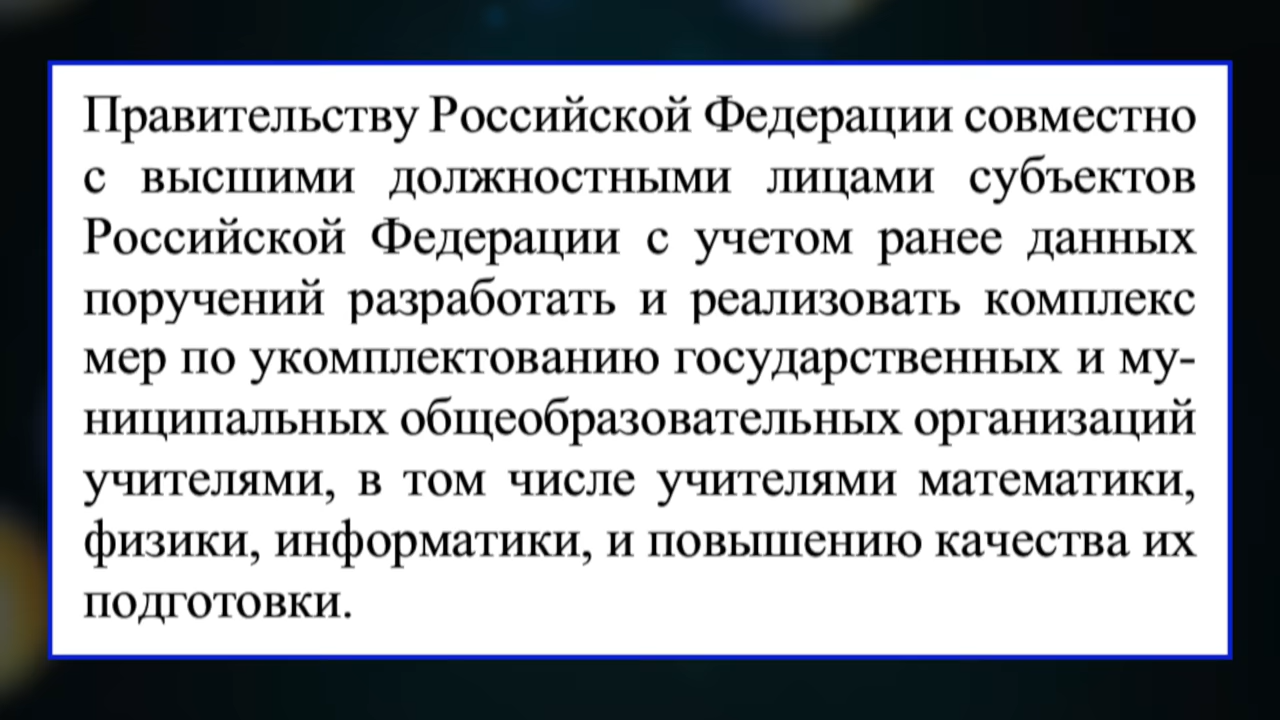 Правительству Российской Федерации совместно
с высшими должностными лицами субъектов
Российской Федерации с учетом ранее данных
поручений разработать и реализовать комплекс
мер по укомплектованию государственных и му-
ниципальных общеобразовательных организаций
учителями, в том числе учителями математики,
физики, информатики, и повышению качества их
подготовки.